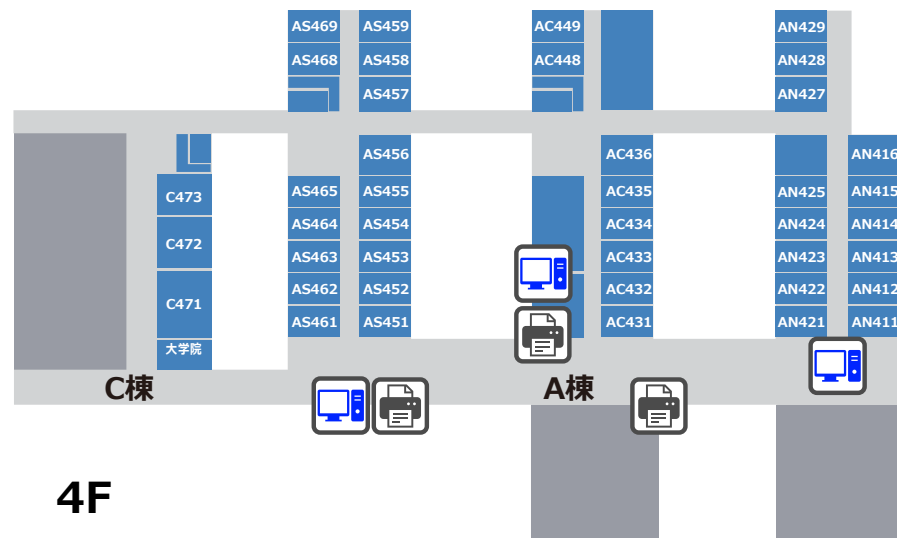 AS469 AS459 AC449 AN429
AS468 AS458 AC448 AN428
AS457 AN427
AS456 AC436 AN416
C473 AS465 AS455 AC435 AN425 AN415
AS464 AS454 AC434 AN424 AN414
C472 AS463 AS453 AC433 AN423 AN413
AS462 AS452 AC432 AN422 AN412
C471 AS461 AS451 AC431 AN421 AN411
大学院
C棟 A棟
4F